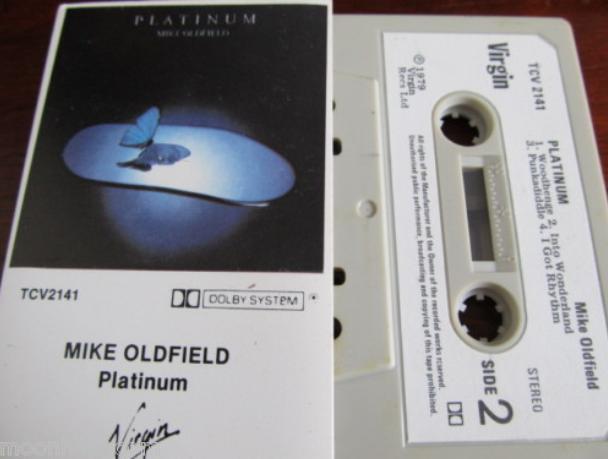 PLATINUM
MIKE OLDFIELD
TCV2141
DOLBY SYSTEM
MIKE OLDFIELD
Platinum
Virgin
Virgin
TCV 2141
℗ 1979
Virgin
Recs Ltd
PLATINUM
Mike Oldfield
1. Woodhenge 2. Into Wonderland
3. Punkadiddle 4. I Got Rhythm
STEREO
SIDE 2
All rights of the Manufacturer and the Owner of the recorded works reserved.
Unauthorised public performance, broadcasting and copying of this tape prohibited.